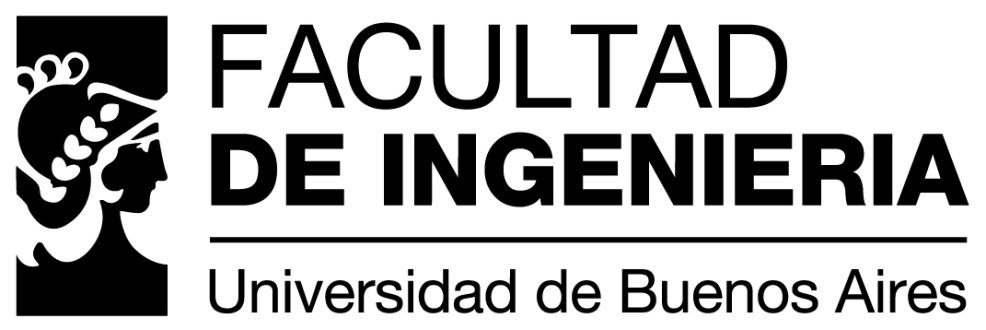 FACULTAD
DE INGENIERIA
Universidad de Buenos Aires